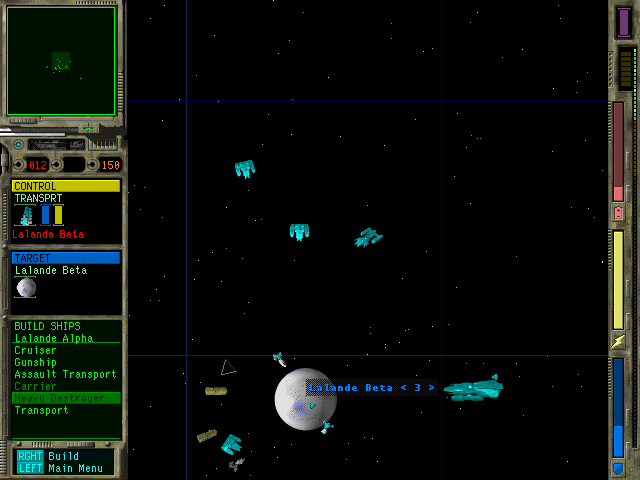 012 150
CONTROL
TRANSPRT
Lalande Beta
TARGET
Lalande Beta
BUILD SHIPS
Lalande Alpha
Cruiser
Gunship
Assault Transport
Carrier
Heavy Destroyer
Transport
RGHT Build
LEFT Main Menu
Lalande Beta < 3 >